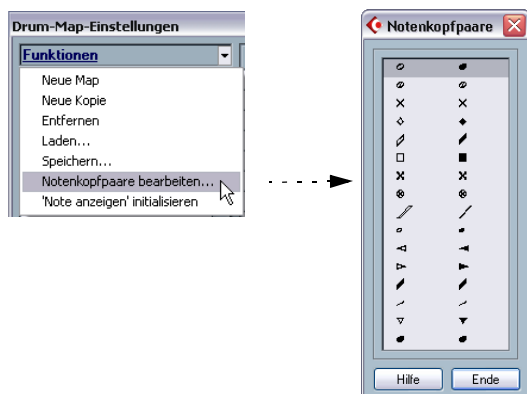 Drum-Map-Einstellungen
Funktionen
Neue Map
Neue Kopie
Entfernen
Laden...
Speichern...
Notenkopfpaare bearbeiten...
'Note anzeigen' initialisieren
Notenkopfpaare
Hilfe
Ende